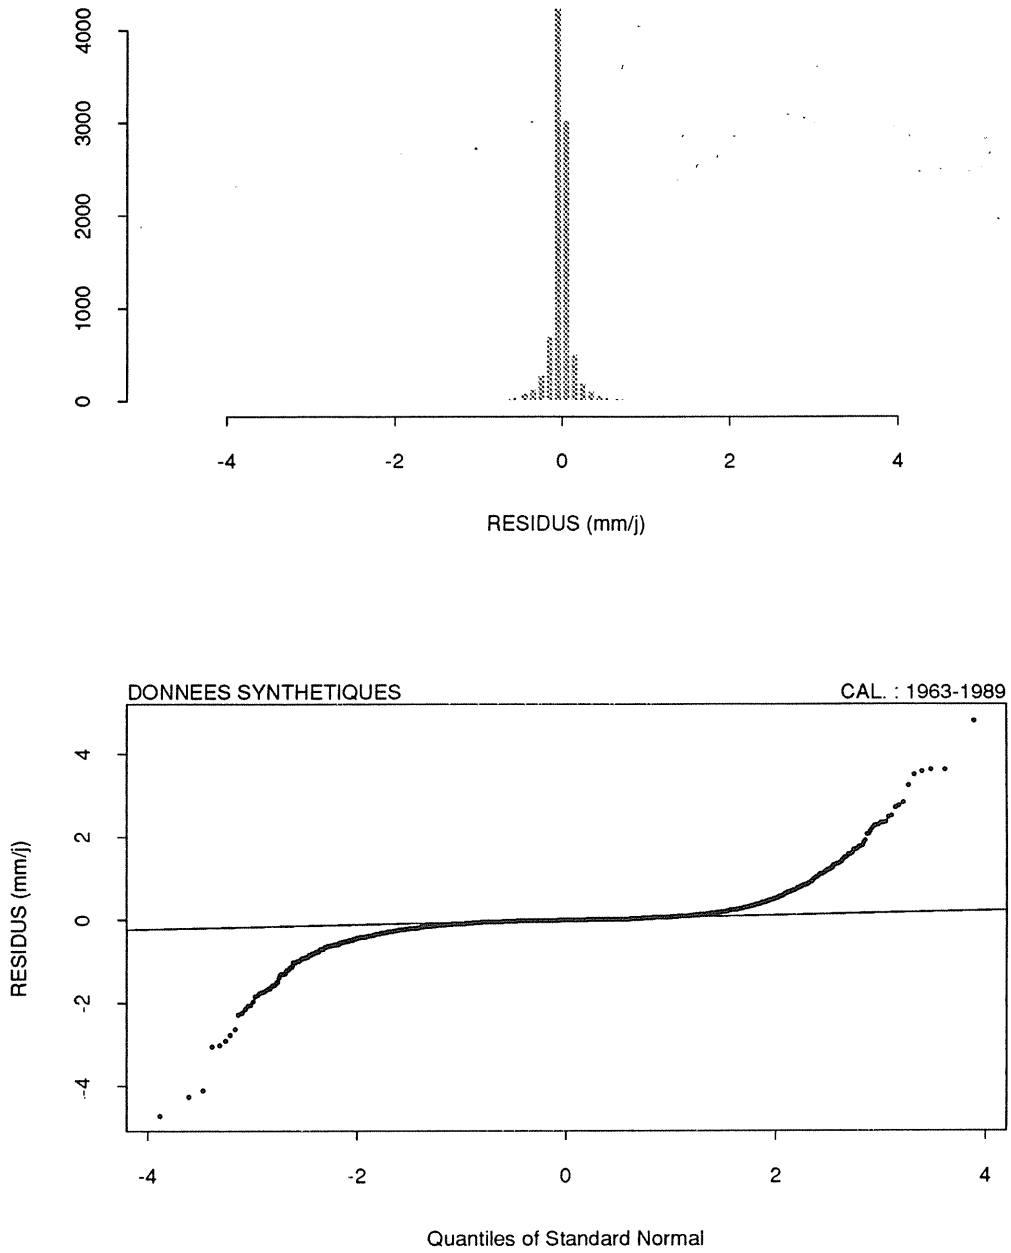 4000
3000
2000
1000
0
-4 -2 0 2 4
RESIDUS (mm/j)
DONNEES SYNTHETIQUES CAL. : 1963-1989
RESIDUS (mm/j)
4
2
0
-2
-4
-4 -2 0 2 4
Quantiles of Standard Normal